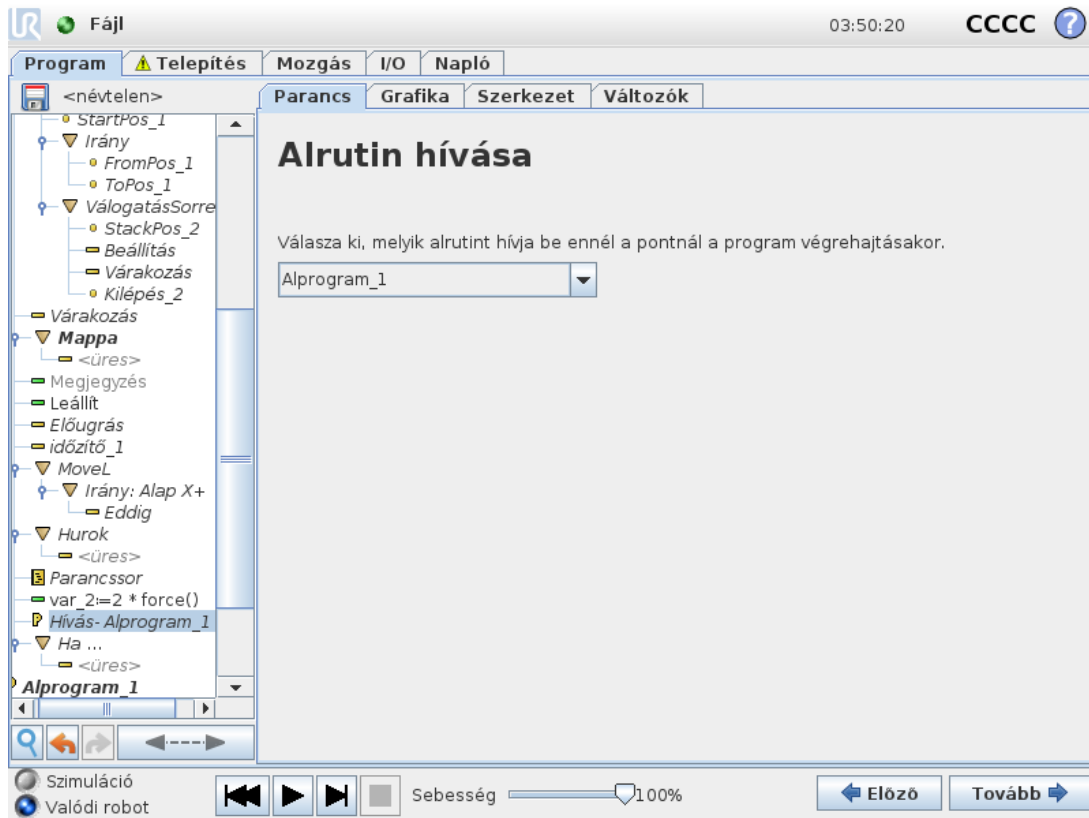 Fájl
03:50:20
CCCC
?
Program
Telepítés
Mozgás
I/O
Napló
<névtelen>
Parancs
Grafika
Szerkezet
Változók
StartPos_1
Irány
FromPos_1
ToPos_1
VálogatásSorre
StackPos_2
Beállítás
Várakozás
Kilépés_2
Várakozás
Mappa
<üres>
Megjegyzés
Leállít
Előugrás
időzítő_1
MoveL
Irány: Alap X+
Eddig
Hurok
<üres>
Parancssor
var_2:=2 * force()
Hívás- Alprogram_1
Ha ...
<üres>
Alprogram_1
Alrutin hívása
Válasza ki, melyik alrutint hívja be ennél a pontnál a program végrehajtásakor.
Alprogram_1
Szimuláció
Valódi robot
Sebesség
100%
Előző
Tovább